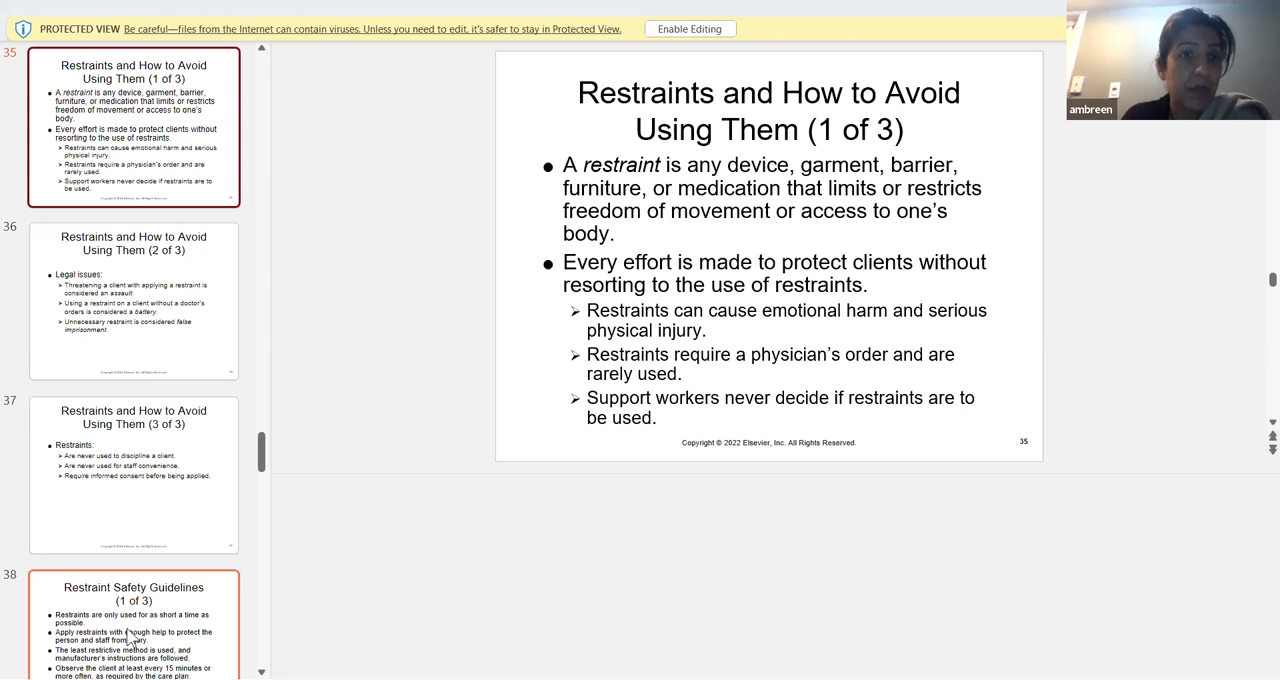 PROTECTED VIEW Be careful—files from the Internet can contain viruses. Unless you need to edit, it's safer to stay in Protected View. Enable Editing
ambreen
35
Restraints and How to Avoid
Using Them (1 of 3)
● A restraint is any device, garment, barrier,
furniture, or medication that limits or restricts
freedom of movement or access to one's
body.
● Every effort is made to protect clients without
resorting to the use of restraints.
➢ Restraints can cause emotional harm and serious
physical injury.
➢ Restraints require a physician's order and are
rarely used.
➢ Support workers never decide if restraints are to
be used.
Copyright © 2022 Elsevier, Inc. All Rights Reserved.
36
Restraints and How to Avoid
Using Them (2 of 3)
● Legal issues:
➢ Threatening a client with applying a restraint is
considered an assault.
➢ Using a restraint on a client without a doctor's
orders is considered a battery.
➢ Unnecessary restraint is considered false
imprisonment.
Copyright © 2022 Elsevier, Inc. All Rights Reserved.
37
Restraints and How to Avoid
Using Them (3 of 3)
● Restraints:
➢ Are never used to discipline a client.
➢ Are never used for staff convenience.
➢ Require informed consent before being applied.
Copyright © 2022 Elsevier, Inc. All Rights Reserved.
38
Restraint Safety Guidelines
(1 of 3)
● Restraints are only used for as short a time as
possible.
● Apply restraints with enough help to protect the
person and staff from
● The least restrictive method is used, and
manufacturer's instructions are followed.
● Observe the client at least every 15 minutes or
more often, as required by the care plan.
Restraints and How to Avoid
Using Them (1 of 3)
● A restraint is any device, garment, barrier,
furniture, or medication that limits or restricts
freedom of movement or access to one's
body.
● Every effort is made to protect clients without
resorting to the use of restraints.
➢ Restraints can cause emotional harm and serious
physical injury.
➢ Restraints require a physician's order and are
rarely used.
➢ Support workers never decide if restraints are to
be used.
Copyright © 2022 Elsevier, Inc. All Rights Reserved.
35